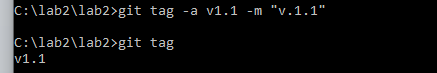 C:\lab2\lab2>git tag -a v1.1 -m "v.1.1"
C:\lab2\lab2>git tag
v1.1